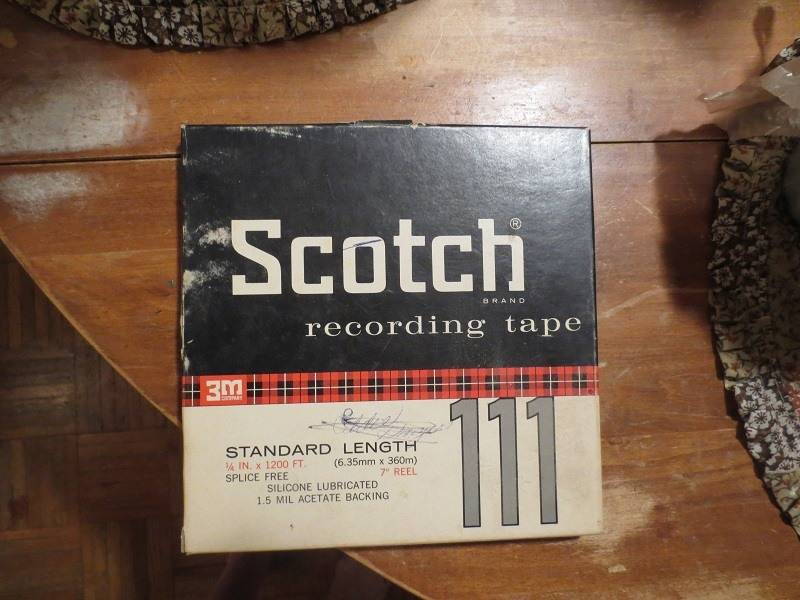 Scotch®
BRAND
recording tape
3M
COMPANY
111
STANDARD LENGTH
¼ IN. x 1200 FT. (6.35mm x 360m)
SPLICE FREE 7" REEL
SILICONE LUBRICATED
1.5 MIL ACETATE BACKING